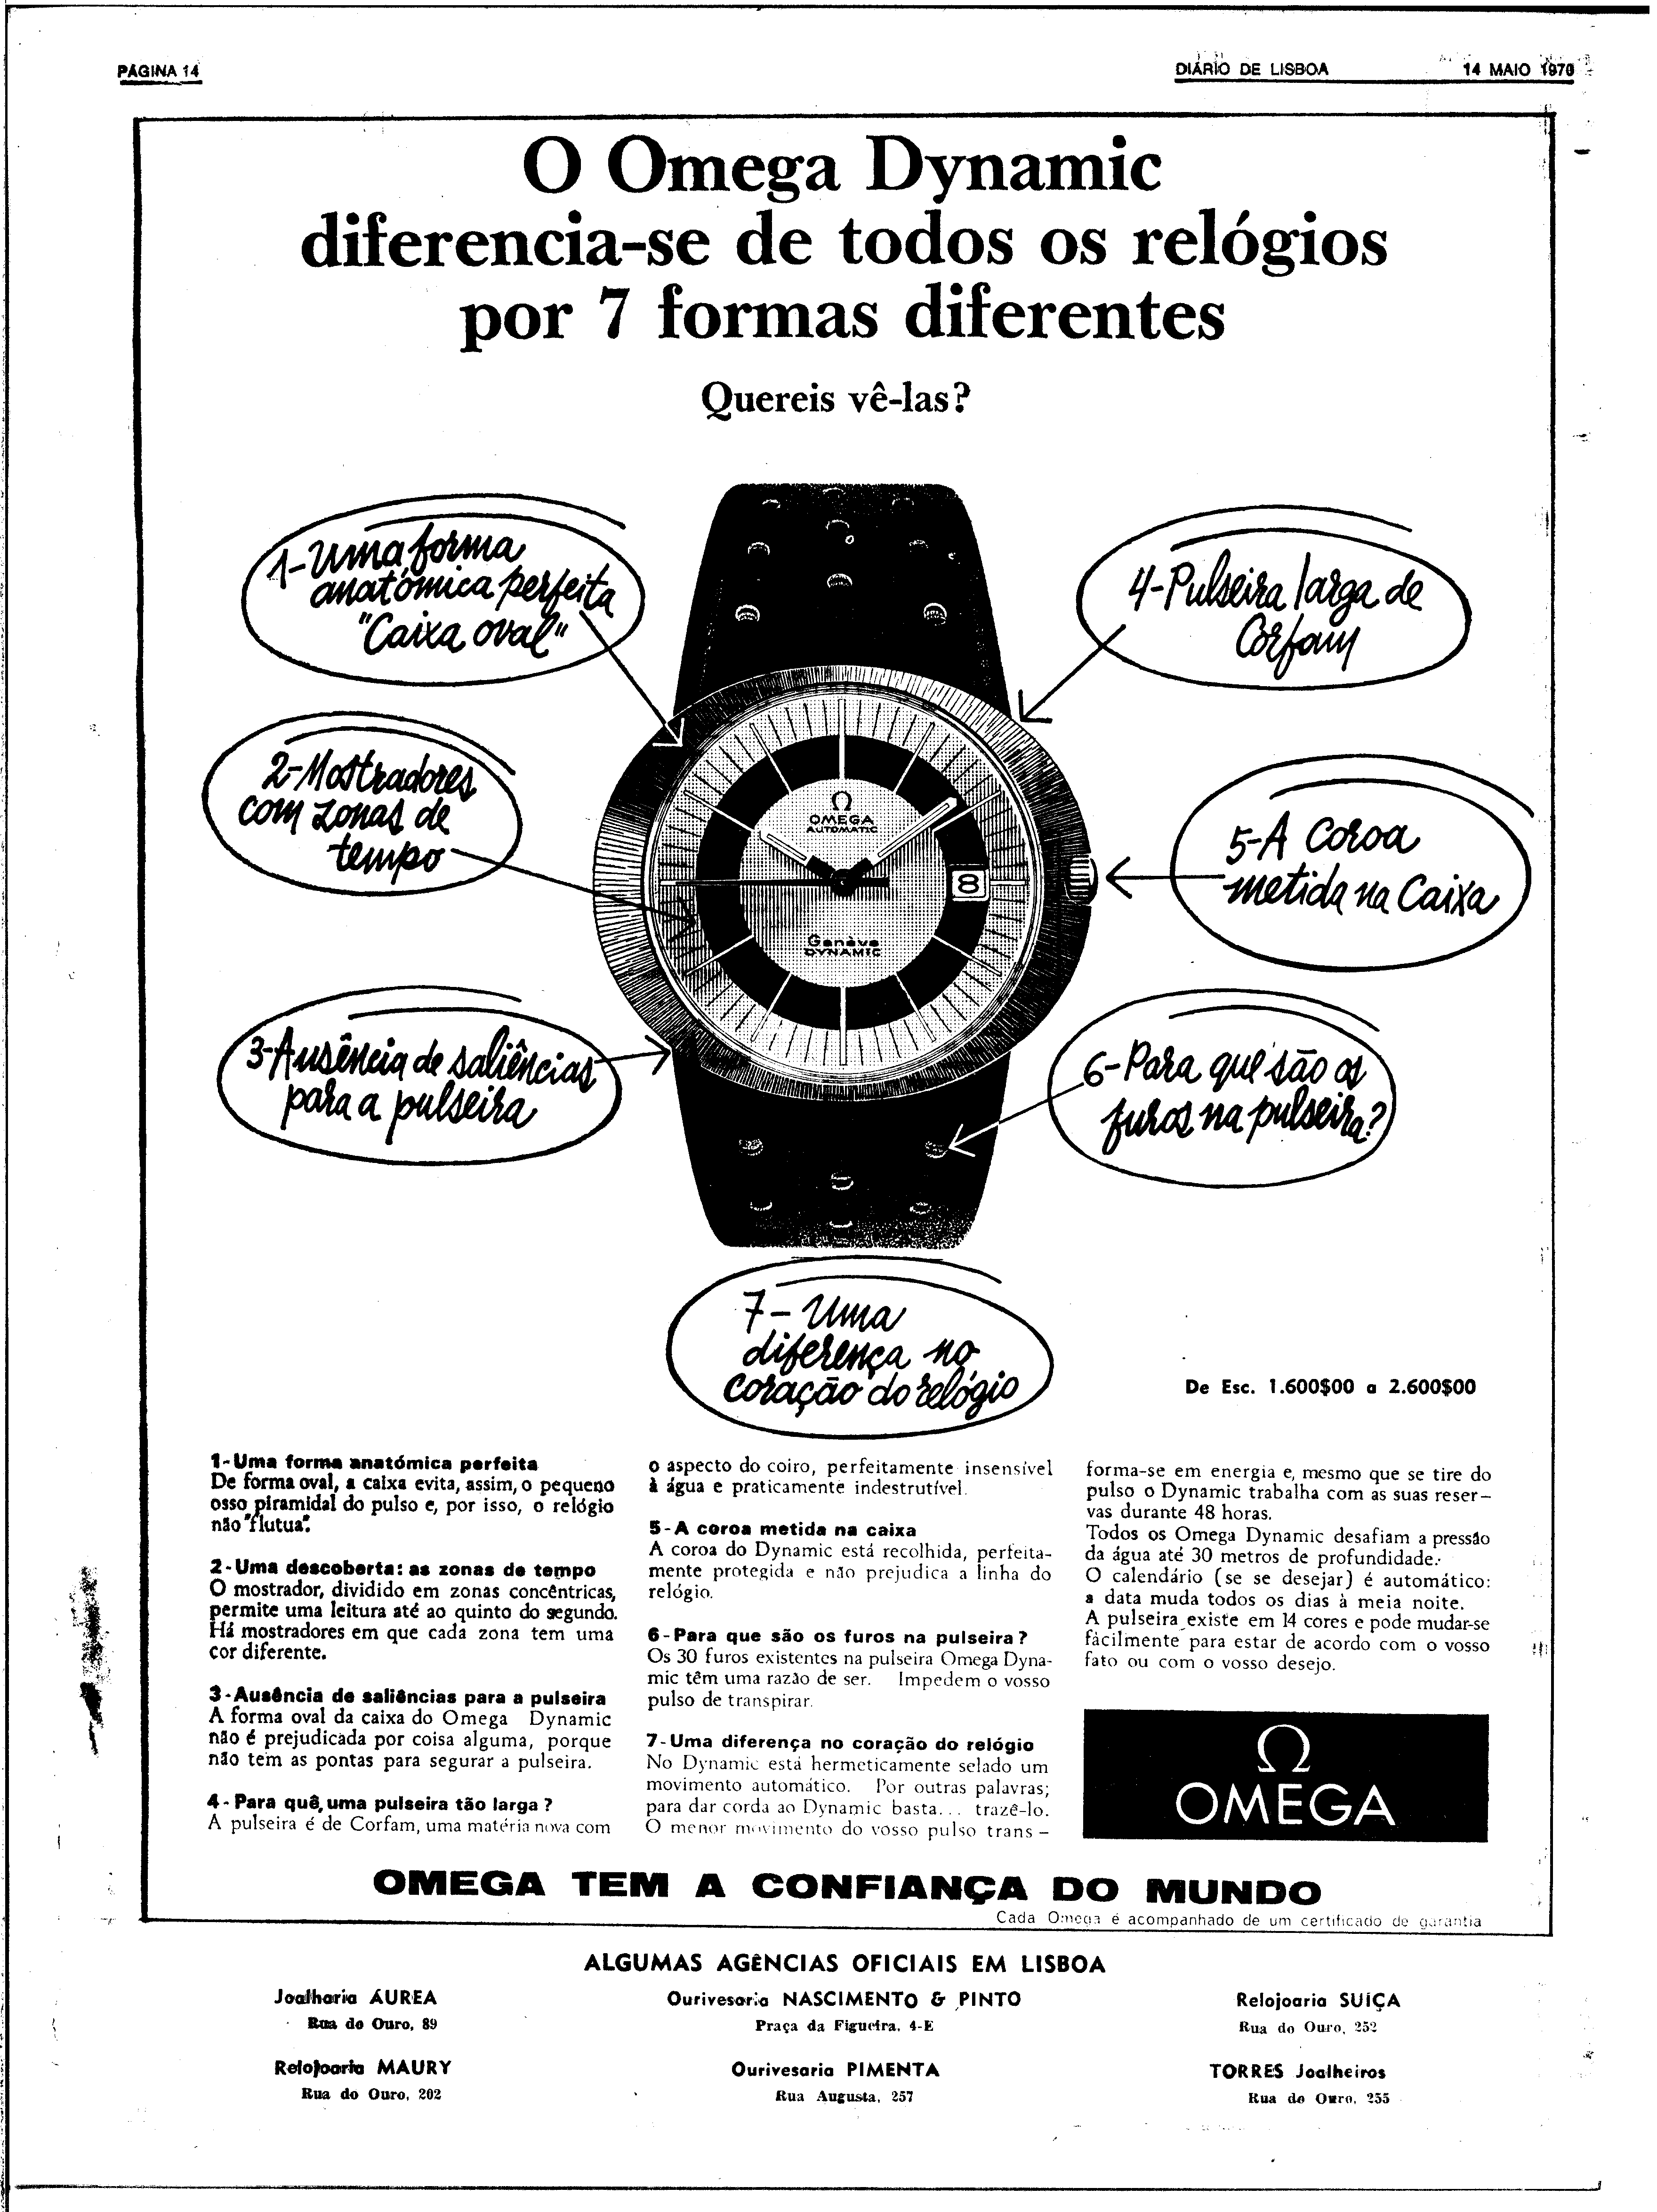 PÁGINA 14
DIÁRIO DE LISBOA
14 MAIO 1970
O Omega Dynamic
diferencia-se de todos os relógios
por 7 formas diferentes
Quereis vê-las?
1-Uma forma
anatómica perfeita
"Caixa oval"
4-Pulseira larga de
Corfam
2-Mostradores
com zonas de
tempo
5-A Coroa
metida na Caixa
3-Ausência de saliências
para a pulseira
6-Para que são os
furos na pulseira?
7-Uma
diferença no
coração do relógio
Ω
OMEGA
AUTOMATIC
8
Genève
DYNAMIC
De Esc. 1.600$00 a 2.600$00
1-Uma forma anatómica perfeita
De forma oval, a caixa evita, assim, o pequeno
osso piramidal do pulso e, por isso, o relógio
não "flutua".
2-Uma descoberta: as zonas de tempo
O mostrador, dividido em zonas concêntricas,
permite uma leitura até ao quinto do segundo.
Há mostradores em que cada zona tem uma
cor diferente.
3-Ausência de saliências para a pulseira
A forma oval da caixa do Omega Dynamic
não é prejudicada por coisa alguma, porque
não tem as pontas para segurar a pulseira.
4-Para quê, uma pulseira tão larga?
A pulseira é de Corfam, uma matéria nova com
o aspecto do coiro, perfeitamente insensível
à água e praticamente indestrutível.
5-A coroa metida na caixa
A coroa do Dynamic está recolhida, perfeita-
mente protegida e não prejudica a linha do
relógio.
6-Para que são os furos na pulseira?
Os 30 furos existentes na pulseira Omega Dyna-
mic têm uma razão de ser. Impedem o vosso
pulso de transpirar.
7-Uma diferença no coração do relógio
No Dynamic está hermeticamente selado um
movimento automático. Por outras palavras;
para dar corda ao Dynamic basta... trazê-lo.
O menor movimento do vosso pulso trans-
forma-se em energia e, mesmo que se tire do
pulso o Dynamic trabalha com as suas reser-
vas durante 48 horas.
Todos os Omega Dynamic desafiam a pressão
da água até 30 metros de profundidade.
O calendário (se se desejar) é automático:
a data muda todos os dias à meia noite.
A pulseira existe em 14 cores e pode mudar-se
fàcilmente para estar de acordo com o vosso
fato ou com o vosso desejo.
Ω
OMEGA
OMEGA TEM A CONFIANÇA DO MUNDO
Cada Omega é acompanhado de um certificado de garantia
ALGUMAS AGÊNCIAS OFICIAIS EM LISBOA
Joalharia ÁUREA
Rua do Ouro, 89
Ourivesaria NASCIMENTO & PINTO
Praça da Figueira, 4-E
Relojoaria SUIÇA
Rua do Ouro, 252
Relojoaria MAURY
Rua do Ouro, 202
Ourivesaria PIMENTA
Rua Augusta, 257
TORRES Joalheiros
Rua do Ouro, 255